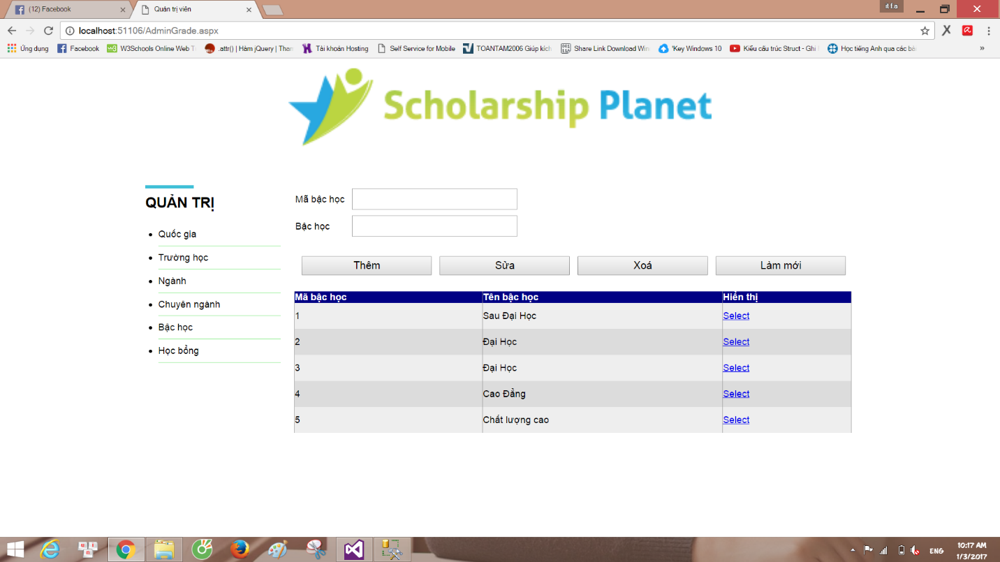 (12) Facebook
Quản trị viên
it f.a
localhost:51106/AdminGrade.aspx
Ứng dụng
Facebook
W3Schools Online Web T
.attr() | Hàm jQuery | Than
Tài khoản Hosting
Self Service for Mobile
TOANTAM2006 Giúp kích
Share Link Download Win
'Key Windows 10
Kiểu cấu trúc Struct - Ghi
Học tiếng Anh qua các bài
»
Scholarship Planet
QUẢN TRỊ
Quốc gia
Trường học
Ngành
Chuyên ngành
Bậc học
Học bổng
Mã bậc học
Bậc học
Thêm Sửa Xoá Làm mới
Mã bậc học Tên bậc học Hiển thị
1 Sau Đại Học Select
2 Đại Học Select
3 Đại Học Select
4 Cao Đẳng Select
5 Chất lượng cao Select
ENG
10:17 AM
1/3/2017